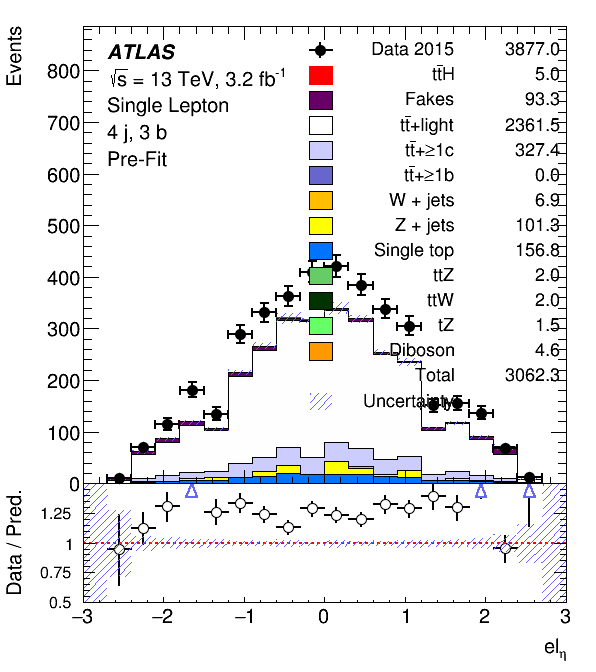 Events
ATLAS
√s = 13 TeV, 3.2 fb-1
Single Lepton
4 j, 3 b
Pre-Fit
Data 2015 3877.0
tt̄H 5.0
Fakes 93.3
tt̄+light 2361.5
tt̄+≥1c 327.4
tt̄+≥1b 0.0
W + jets 6.9
Z + jets 101.3
Single top 156.8
ttZ 2.0
ttW 2.0
tZ 1.5
Diboson 4.6
Total 3062.3
Uncertainty
800
700
600
500
400
300
200
100
0
Data / Pred.
1.25
1
0.75
0.5
−3 −2 −1 0 1 2 3
elη